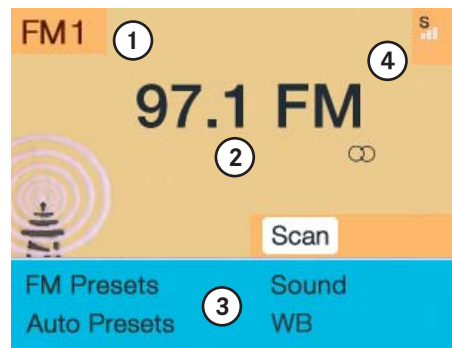 FM1
1
S
4
97.1 FM
2
Scan
FM Presets
Sound
3
Auto Presets
WB